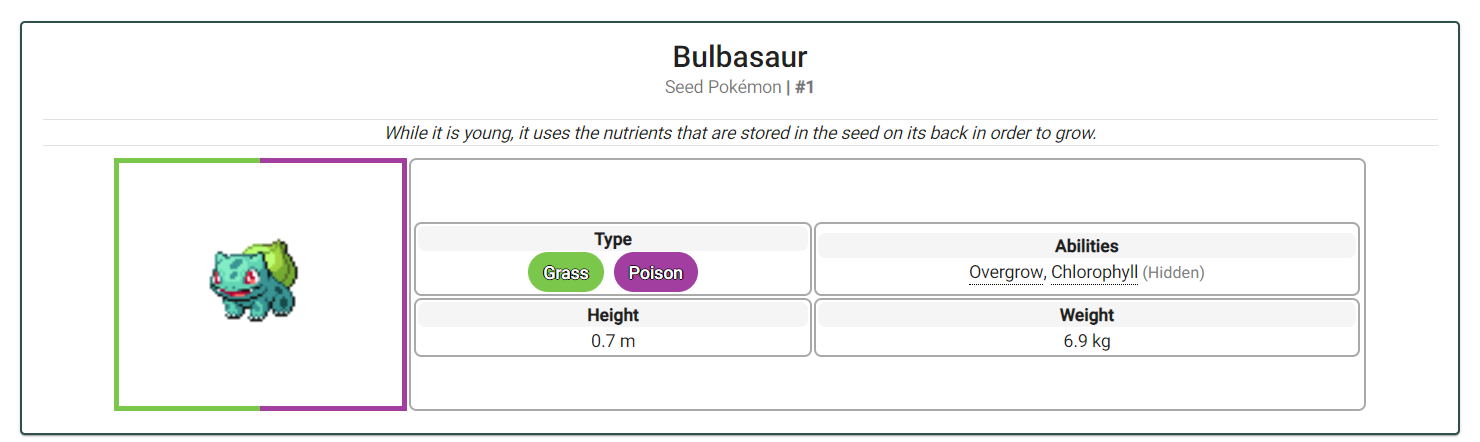 Bulbasaur
Seed Pokémon | #1
While it is young, it uses the nutrients that are stored in the seed on its back in order to grow.
Type
Grass Poison
Abilities
Overgrow, Chlorophyll (Hidden)
Height
0.7 m
Weight
6.9 kg